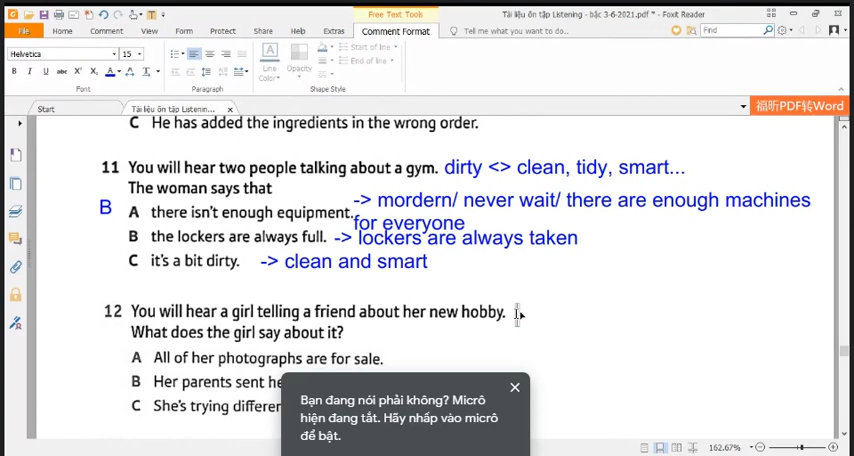 Free Text Tools
Tài liệu ôn tập Listening - bậc 3-6-2021.pdf * - Foxit Reader
File Home Comment View Form Protect Share Help Extras Comment Format Tell me what you want to do... Find
Helvetica 15 Start of line
B I U abc X² X₂ A T Line Color Opacity End of line
Font Paragraph Shape Style
Start Tài liệu ôn tập Listenin... 福昕PDF转Word
C He has added the ingredients in the wrong order.
11 You will hear two people talking about a gym. dirty <> clean, tidy, smart...
The woman says that
-> mordern/ never wait/ there are enough machines
B A there isn't enough equipment.
for everyone
B the lockers are always full. -> lockers are always taken
C it's a bit dirty. -> clean and smart
12 You will hear a girl telling a friend about her new hobby.
What does the girl say about it?
A All of her photographs are for sale.
B Her parents sent
C She's trying
Bạn đang nói phải không? Micrô
hiện đang tắt. Hãy nhấp vào micrô
để bật.
162.67%